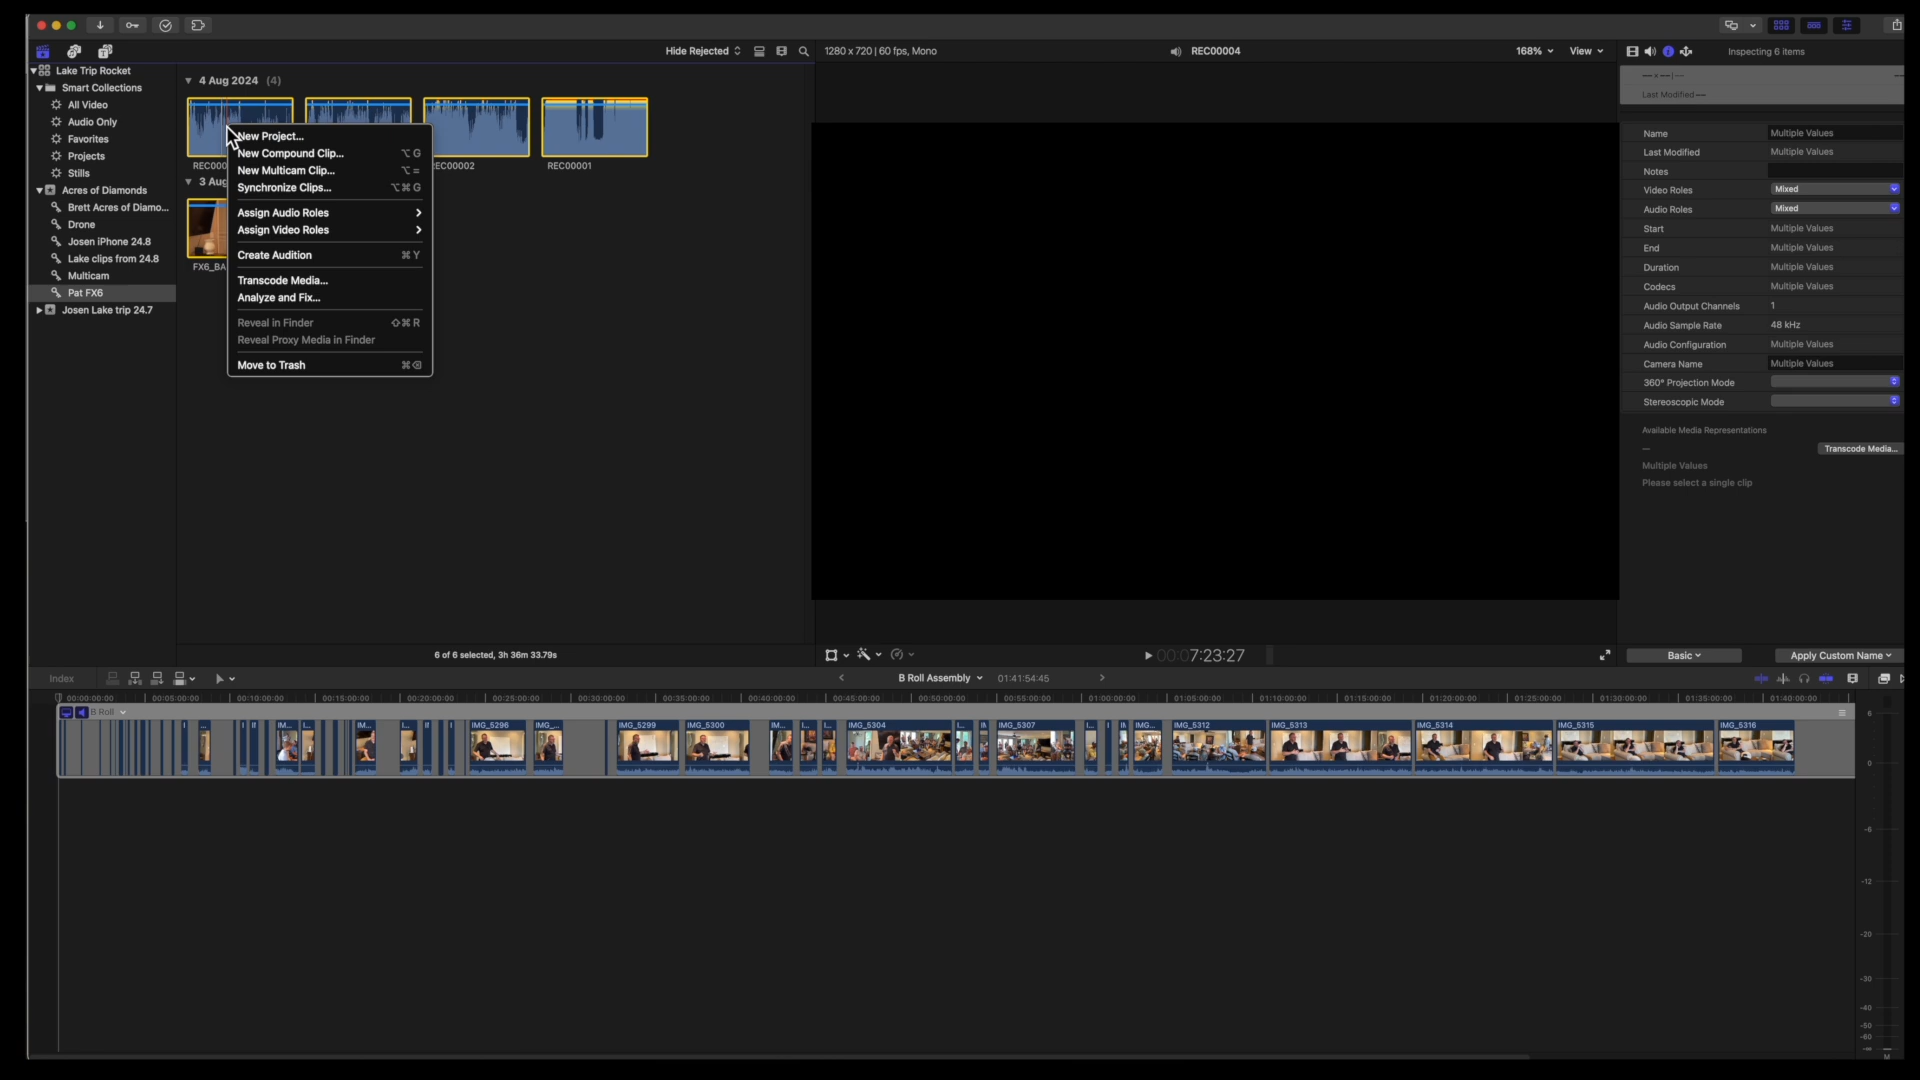 Hide Rejected
1280 x 720 | 60 fps, Mono
REC00004
168%
View
Inspecting 6 items
Lake Trip Rocket
Smart Collections
All Video
Audio Only
Favorites
Projects
Stills
Acres of Diamonds
Brett Acres of Diamo...
Drone
Josen iPhone 24.8
Lake clips from 24.8
Multicam
Pat FX6
Josen Lake trip 24.7
4 Aug 2024 (4)
REC000
EC00002
REC00001
3 Aug
FX6_BA
New Project...
New Compound Clip... ⌥ G
New Multicam Clip... ⌥ =
Synchronize Clips... ⌥⌘ G
Assign Audio Roles
Assign Video Roles
Create Audition ⌘ Y
Transcode Media...
Analyze and Fix...
Reveal in Finder ⇧⌘ R
Reveal Proxy Media in Finder
Move to Trash ⌘⌫
6 of 6 selected, 3h 36m 33.79s
00:07:23:27
Last Modified —
Name Multiple Values
Last Modified Multiple Values
Notes
Video Roles Mixed
Audio Roles Mixed
Start Multiple Values
End Multiple Values
Duration Multiple Values
Codecs Multiple Values
Audio Output Channels 1
Audio Sample Rate 48 kHz
Audio Configuration Multiple Values
Camera Name Multiple Values
360° Projection Mode
Stereoscopic Mode
Available Media Representations
—
Transcode Media...
Multiple Values
Please select a single clip
Basic
Apply Custom Name
Index
B Roll Assembly
01:41:54:45
00:00:00:00 00:05:00:00 00:10:00:00 00:15:00:00 00:20:00:00 00:25:00:00 00:30:00:00 00:35:00:00 00:40:00:00 00:45:00:00 00:50:00:00 00:55:00:00 01:00:00:00 01:05:00:00 01:10:00:00 01:15:00:00 01:20:00:00 01:25:00:00 01:30:00:00 01:35:00:00 01:40:00:00
B Roll
IM... I... IM... I... IMG_5296 IMG_... IMG_5299 IMG_5300 IM... I... I... IMG_5304 I... IMG_5307 I... IMG... IMG_5312 IMG_5313 IMG_5314 IMG_5315 IMG_5316
6
0
-6
-12
-20
-30
-40
-50
-60
-∞
M